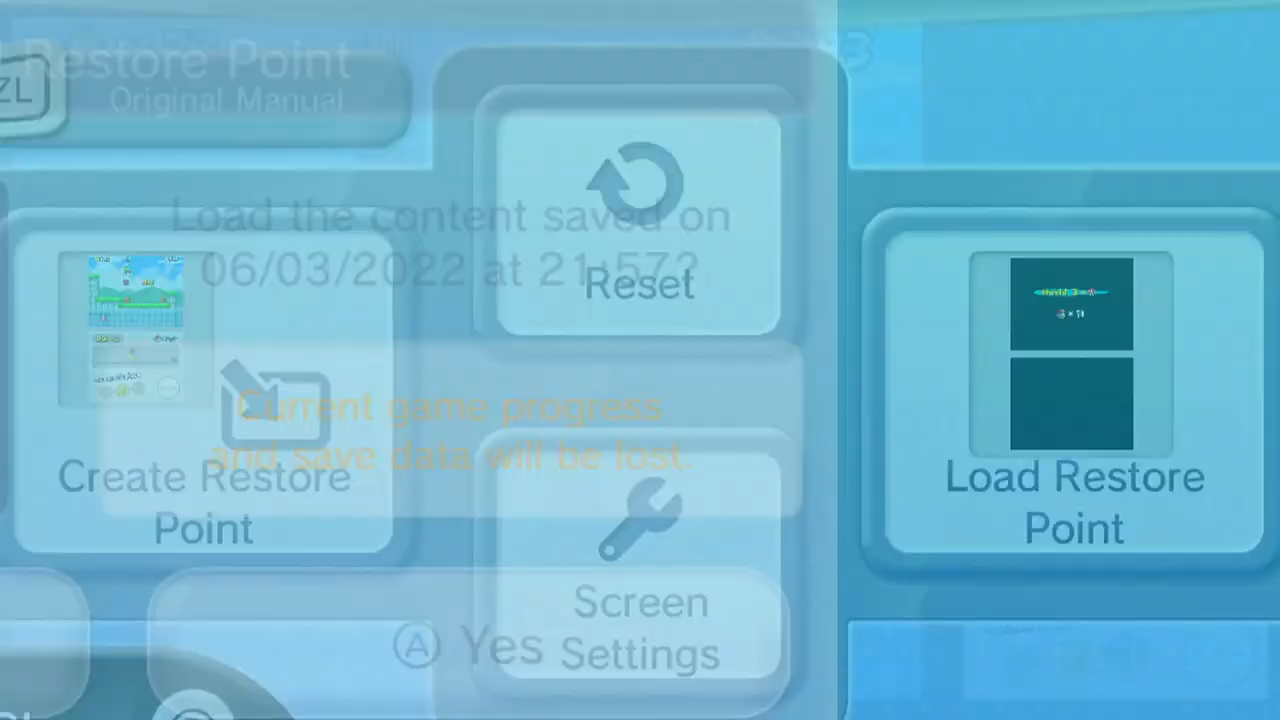 Restore Point
ZL
Original Manual
Load the content saved on
06/03/2022 at 21:57?
Reset
Current game progress
and save data will be lost.
Create Restore
Point
Load Restore
Point
Screen
Settings
Ⓐ Yes